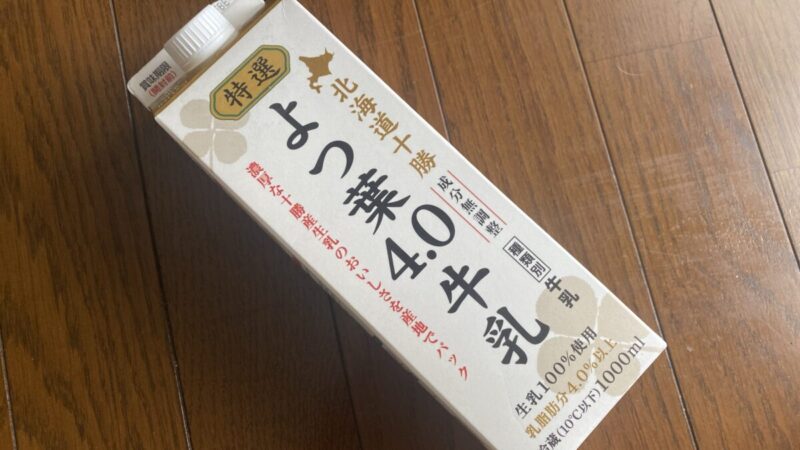 賞味期限
(開封前)
特選
北海道十勝
よつ葉4.0牛乳
成分無調整
種類別 牛乳
濃厚な十勝産生乳のおいしさを産地でパック
生乳100%使用
乳脂肪分4.0%以上
冷蔵(10℃以下)1000ml